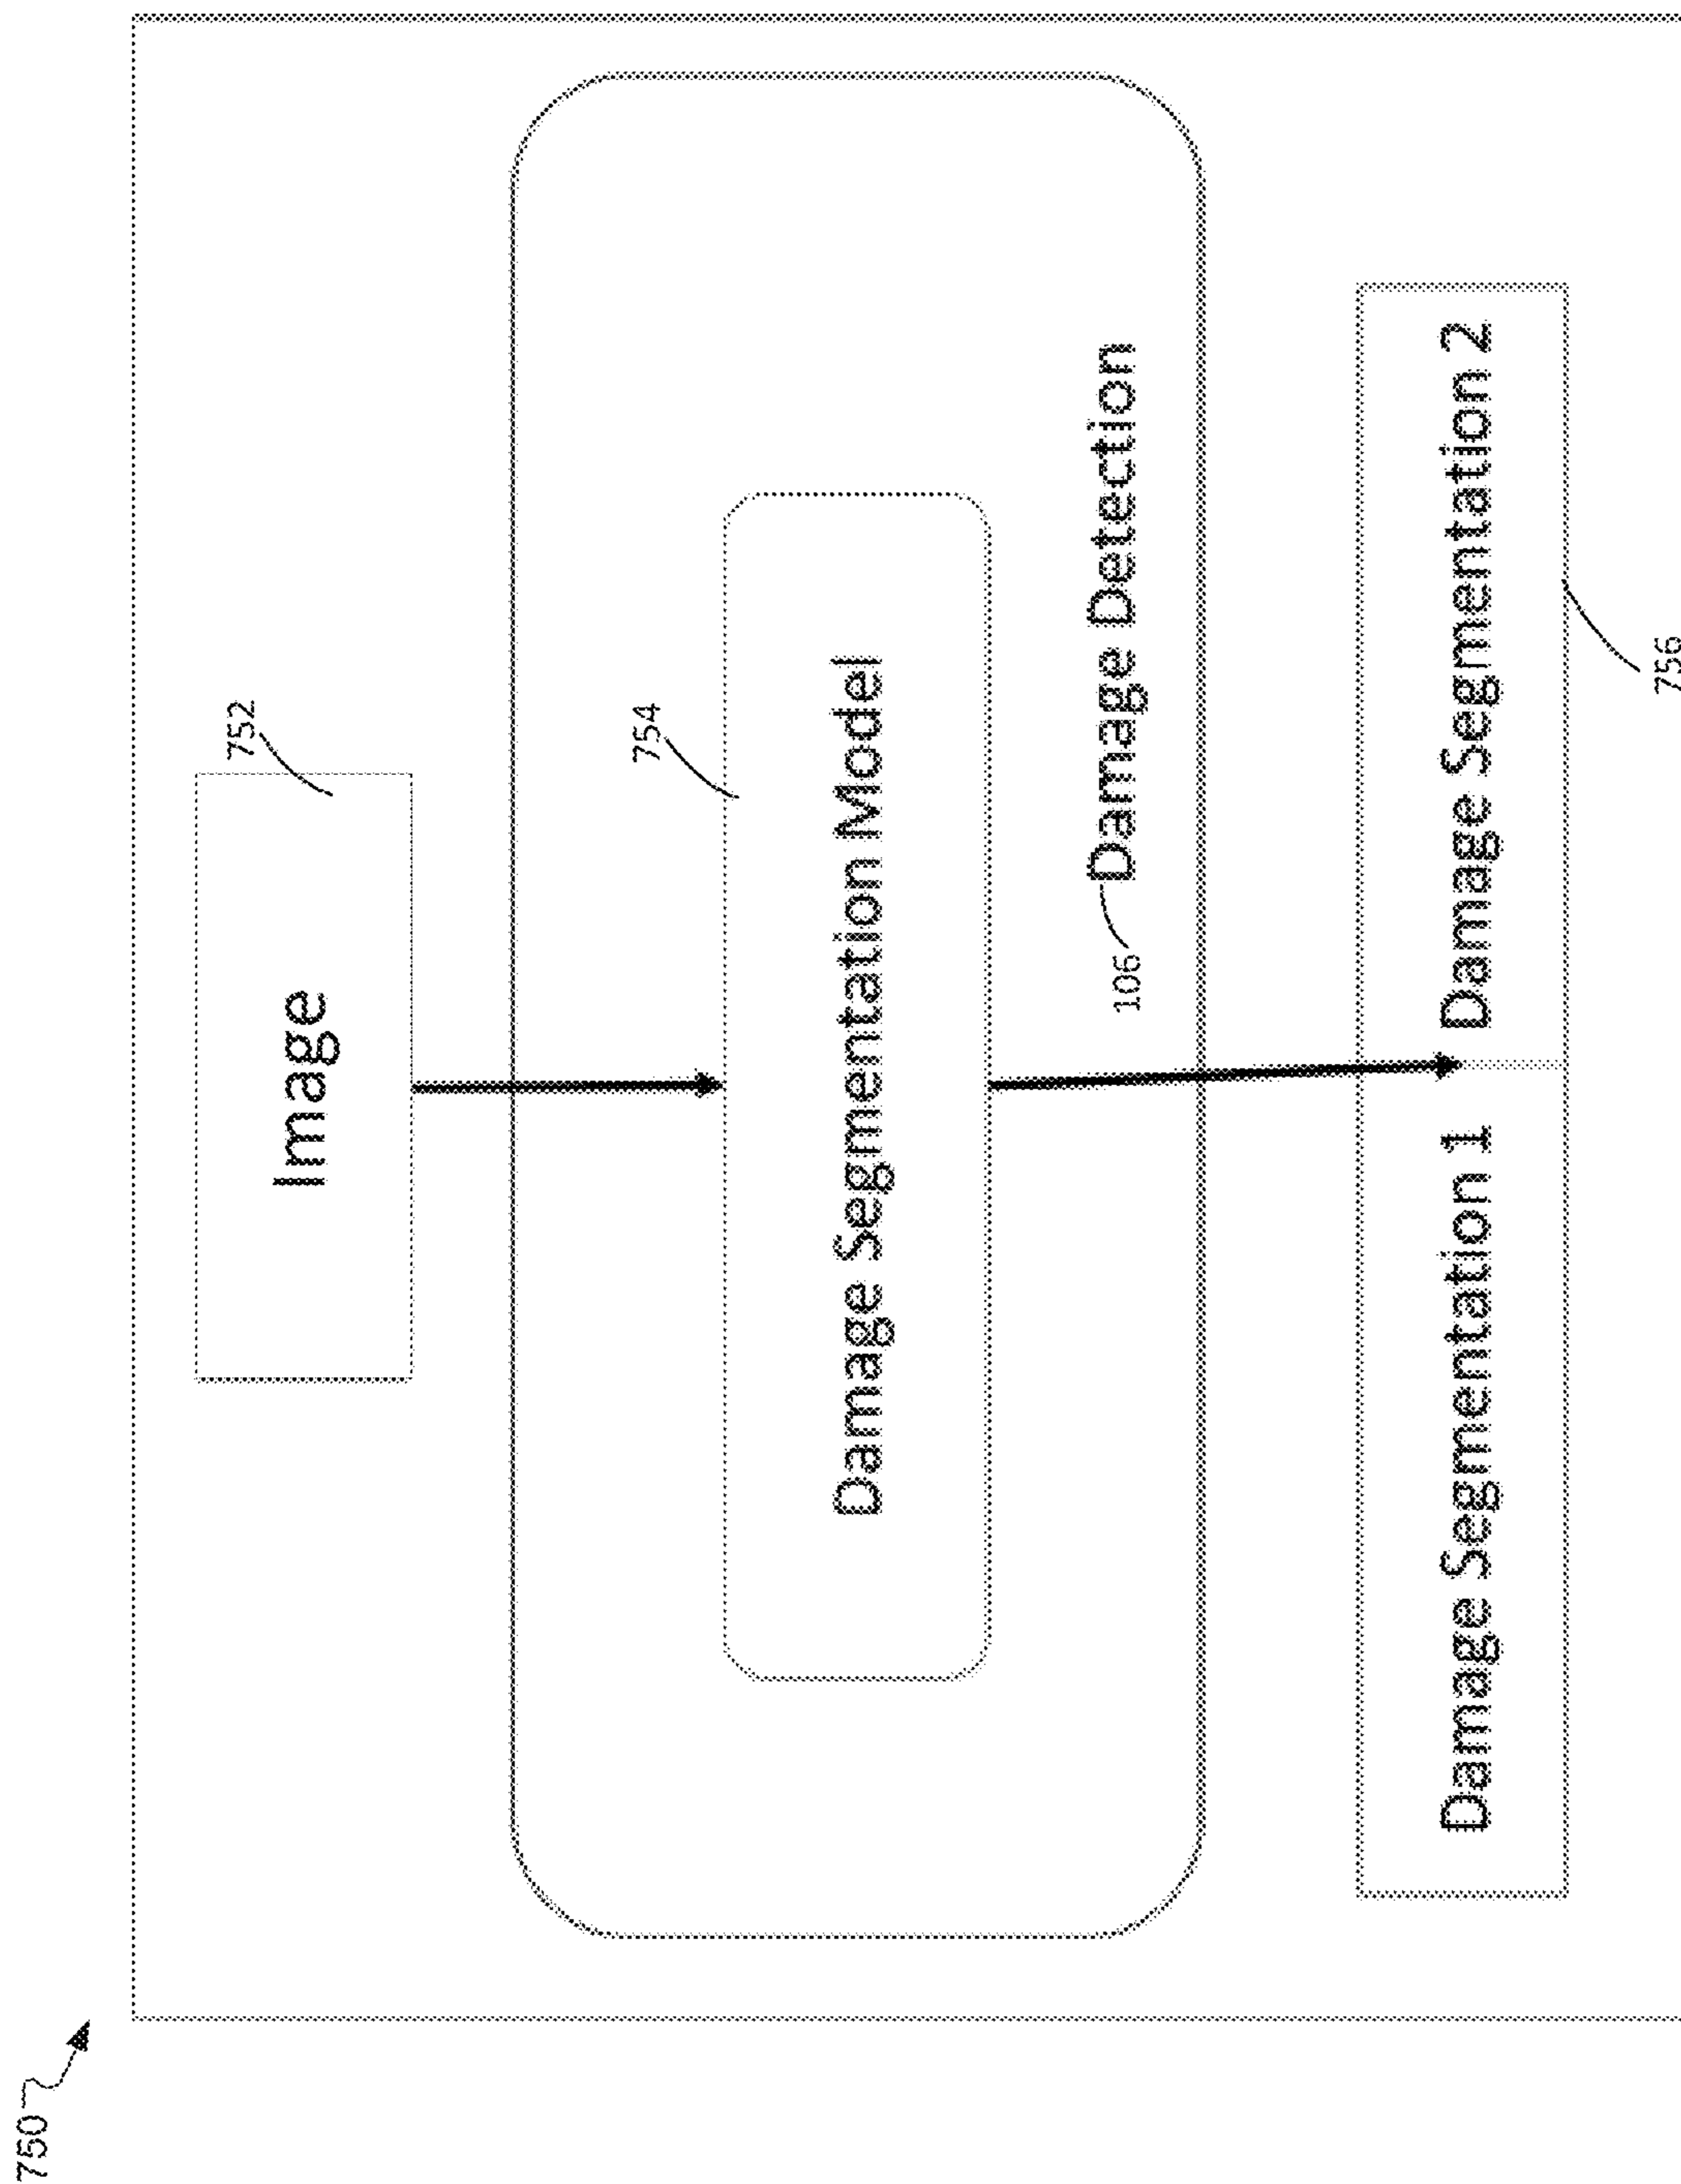 750
752
Image
754
Damage Segmentation Model
106
Damage Detection
Damage Segmentation 1
Damage Segmentation 2
756